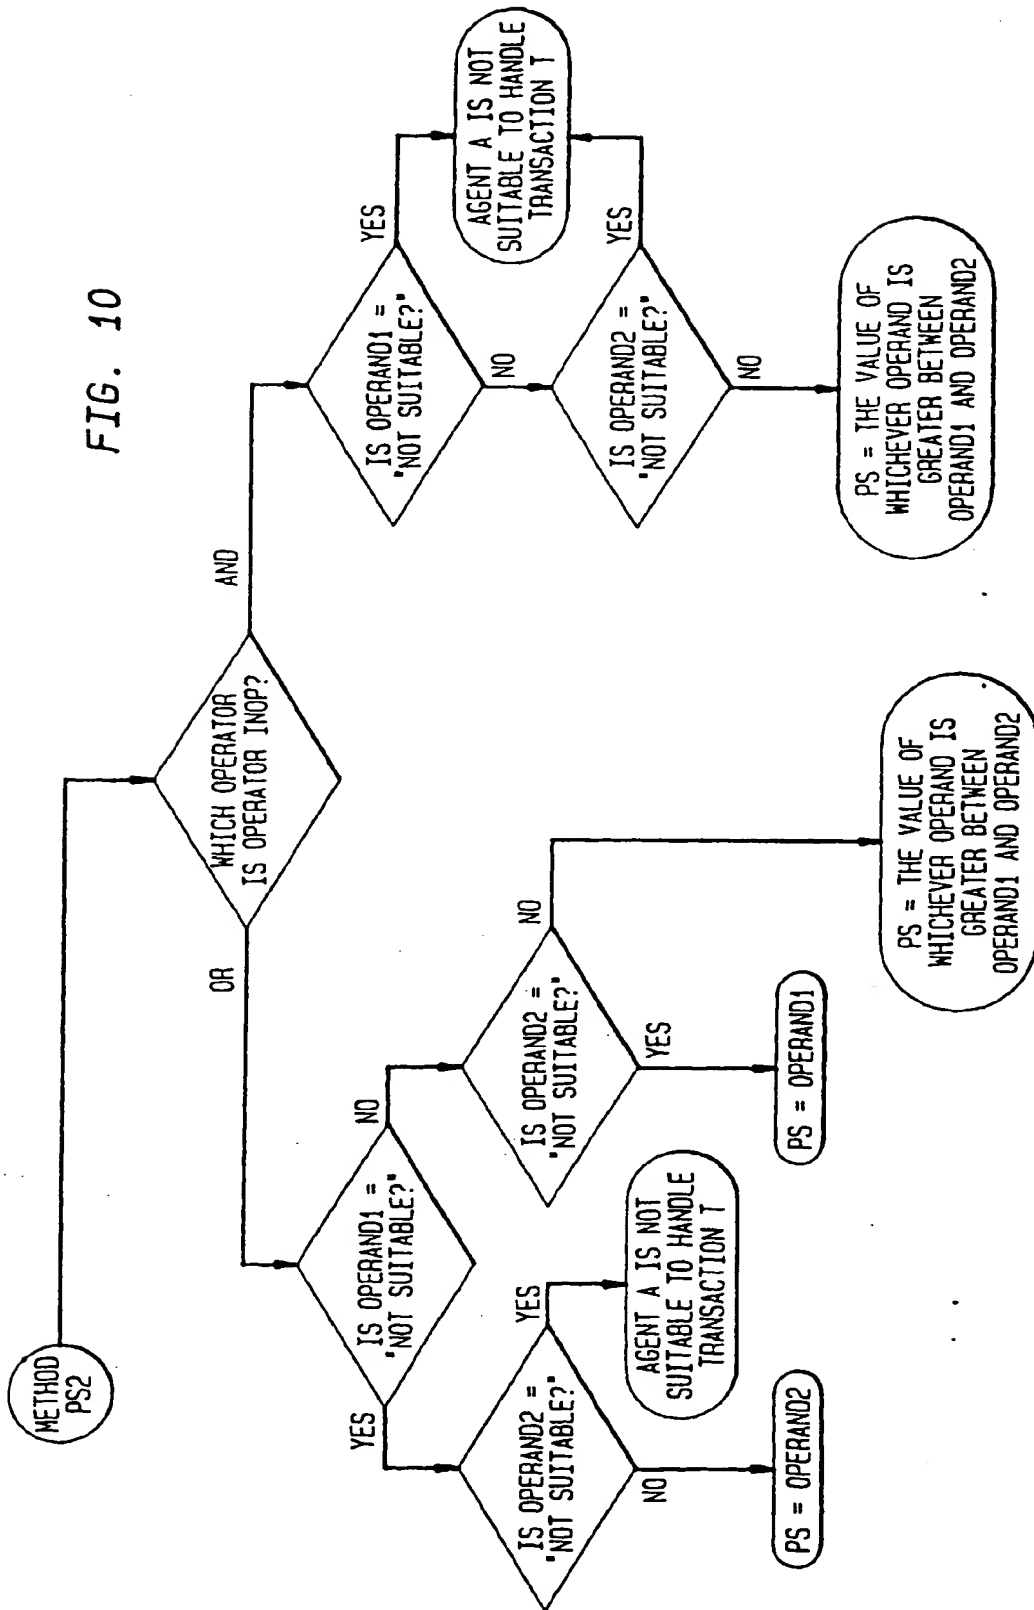 FIG. 10
METHOD
PS2
WHICH OPERATOR
IS OPERATOR INOP?
OR
AND
IS OPERAND1 =
"NOT SUITABLE?"
YES
NO
IS OPERAND2 =
"NOT SUITABLE?"
YES
NO
AGENT A IS NOT
SUITABLE TO HANDLE
TRANSACTION T
PS = OPERAND2
IS OPERAND2 =
"NOT SUITABLE?"
NO
YES
PS = OPERAND1
PS = THE VALUE OF
WHICHEVER OPERAND IS
GREATER BETWEEN
OPERAND1 AND OPERAND2
IS OPERAND1 =
"NOT SUITABLE?"
YES
NO
AGENT A IS NOT
SUITABLE TO HANDLE
TRANSACTION T
IS OPERAND2 =
"NOT SUITABLE?"
YES
NO
PS = THE VALUE OF
WHICHEVER OPERAND IS
GREATER BETWEEN
OPERAND1 AND OPERAND2